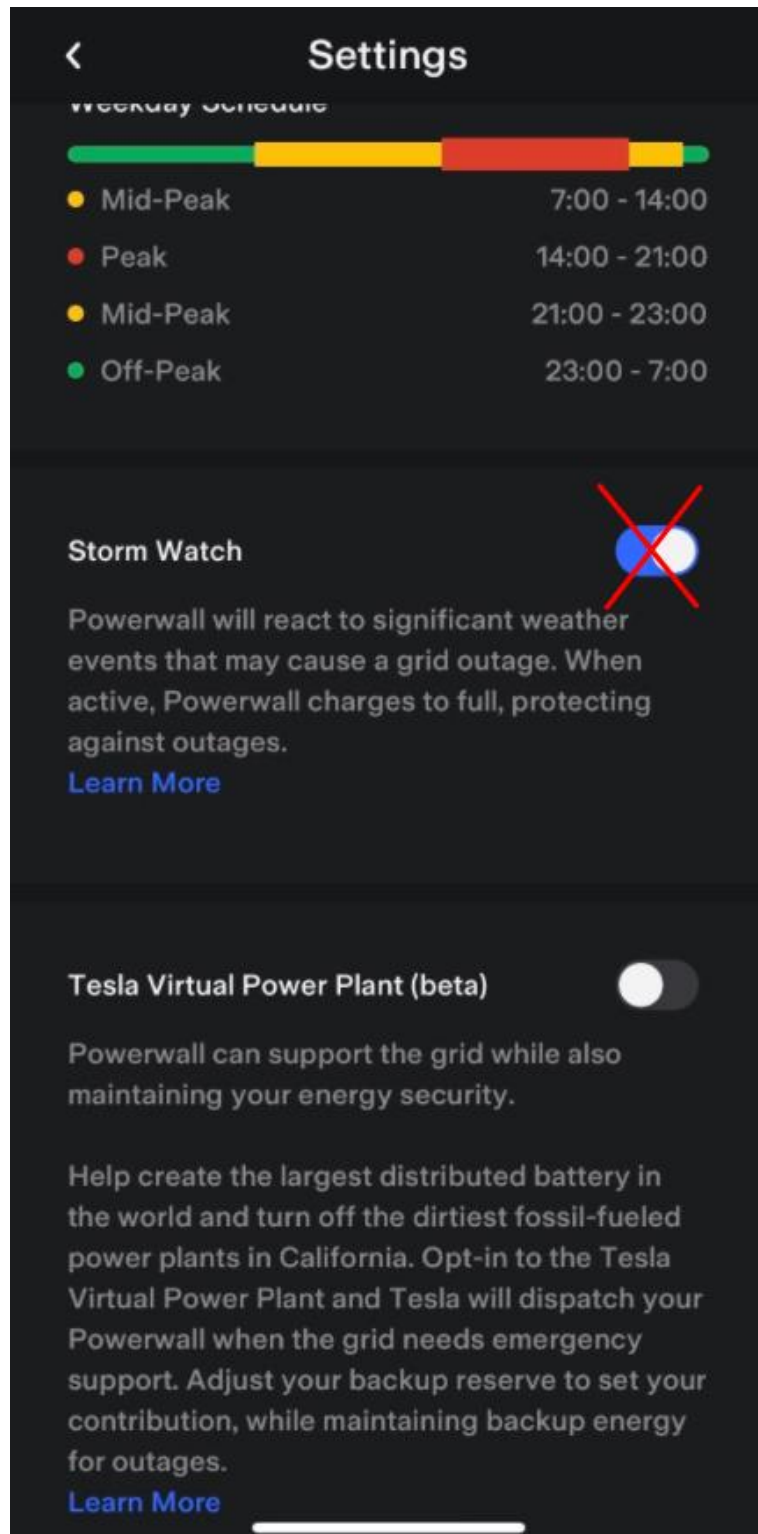 Settings
Weekday Schedule
Mid-Peak 7:00 - 14:00
Peak 14:00 - 21:00
Mid-Peak 21:00 - 23:00
Off-Peak 23:00 - 7:00
Storm Watch
Powerwall will react to significant weather
events that may cause a grid outage. When
active, Powerwall charges to full, protecting
against outages.
Learn More
Tesla Virtual Power Plant (beta)
Powerwall can support the grid while also
maintaining your energy security.
Help create the largest distributed battery in
the world and turn off the dirtiest fossil-fueled
power plants in California. Opt-in to the Tesla
Virtual Power Plant and Tesla will dispatch your
Powerwall when the grid needs emergency
support. Adjust your backup reserve to set your
contribution, while maintaining backup energy
for outages.
Learn More